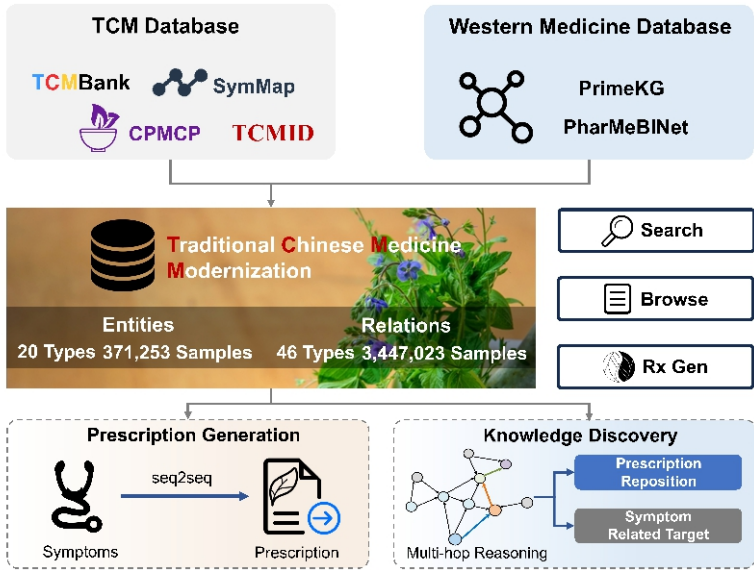 TCM Database
TCMBank
SymMap
CPMCP
TCMID
Western Medicine Database
PrimeKG
PharMeBINet
Traditional Chinese Medicine
Modernization
Entities
20 Types 371,253 Samples
Relations
46 Types 3,447,023 Samples
Search
Browse
Rx Gen
Prescription Generation
seq2seq
Symptoms
Prescription
Knowledge Discovery
Multi-hop Reasoning
Prescription
Reposition
Symptom
Related Target